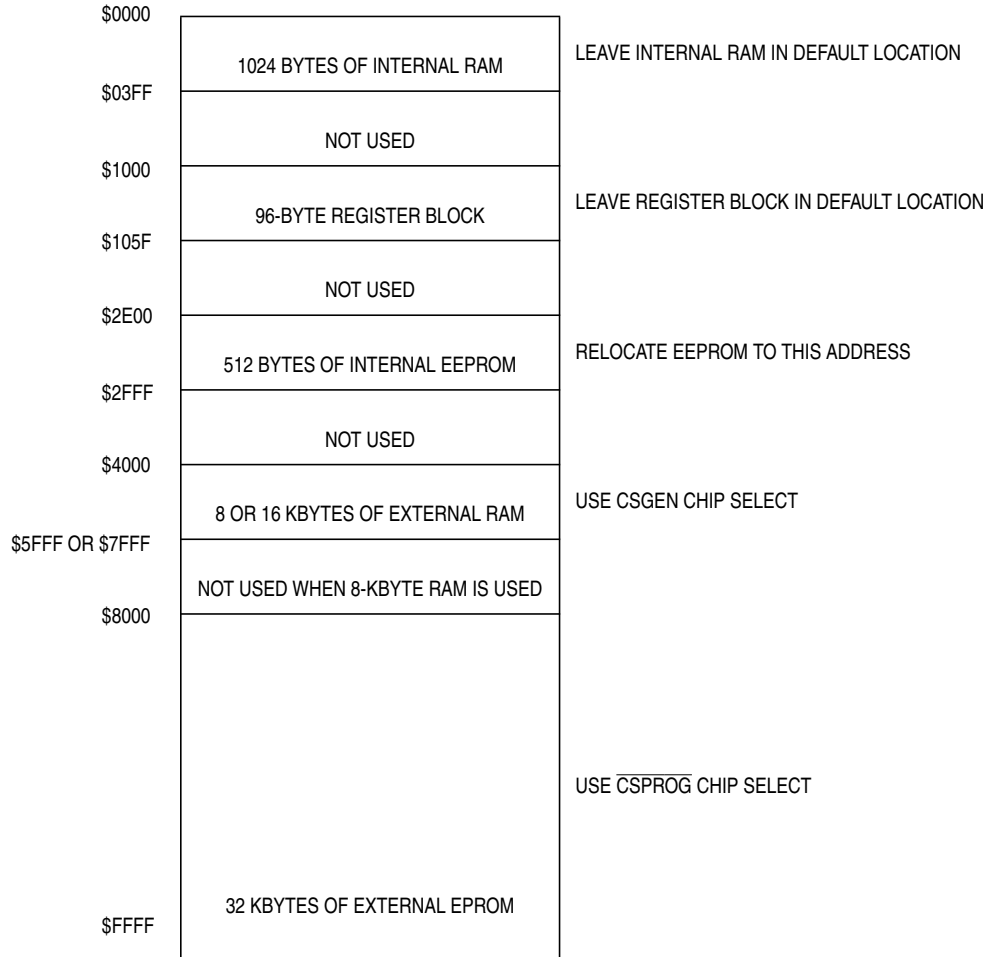 $0000
1024 BYTES OF INTERNAL RAM
LEAVE INTERNAL RAM IN DEFAULT LOCATION
$03FF
NOT USED
$1000
96-BYTE REGISTER BLOCK
LEAVE REGISTER BLOCK IN DEFAULT LOCATION
$105F
NOT USED
$2E00
512 BYTES OF INTERNAL EEPROM
RELOCATE EEPROM TO THIS ADDRESS
$2FFF
NOT USED
$4000
8 OR 16 KBYTES OF EXTERNAL RAM
USE CSGEN CHIP SELECT
$5FFF OR $7FFF
NOT USED WHEN 8-KBYTE RAM IS USED
$8000
USE CSPROG CHIP SELECT
32 KBYTES OF EXTERNAL EPROM
$FFFF